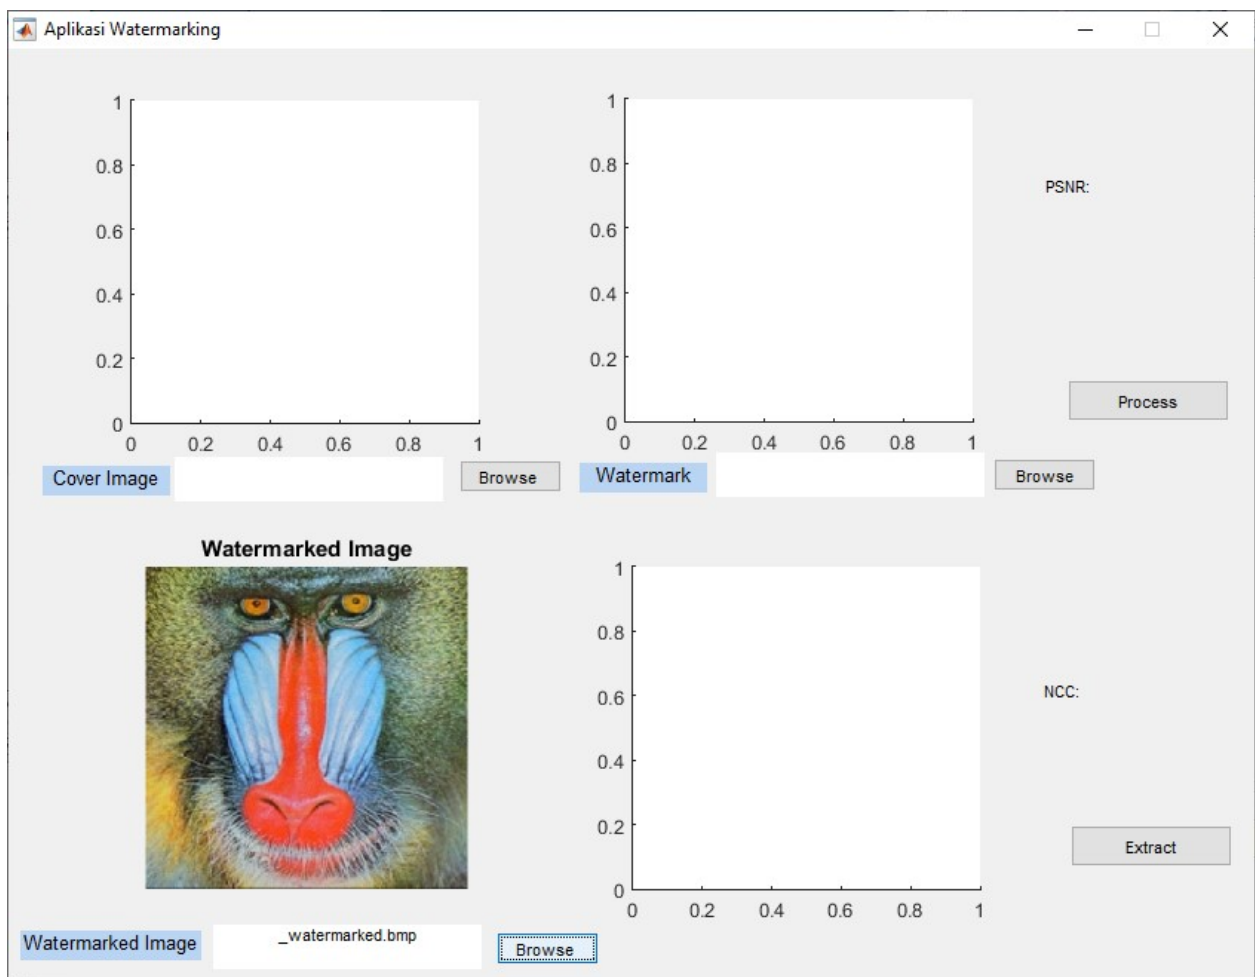 Aplikasi Watermarking
1
0.8
0.6
0.4
0.2
0
0 0.2 0.4 0.6 0.8 1
1
0.8
0.6
0.4
0.2
0
0 0.2 0.4 0.6 0.8 1
PSNR:
Process
Cover Image Browse Watermark Browse
Watermarked Image
1
0.8
0.6
0.4
0.2
0
0 0.2 0.4 0.6 0.8 1
NCC:
Extract
Watermarked Image _watermarked.bmp Browse